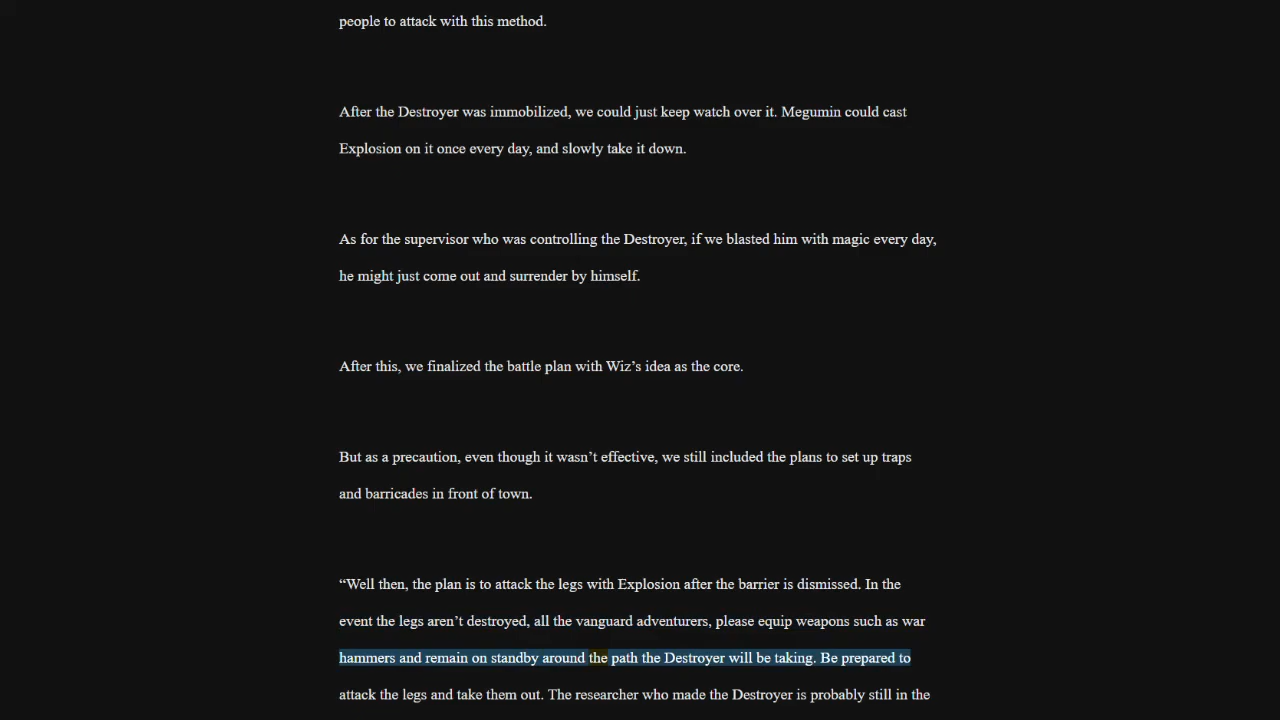 people to attack with this method.
After the Destroyer was immobilized, we could just keep watch over it. Megumin could cast
Explosion on it once every day, and slowly take it down.
As for the supervisor who was controlling the Destroyer, if we blasted him with magic every day,
he might just come out and surrender by himself.
After this, we finalized the battle plan with Wiz’s idea as the core.
But as a precaution, even though it wasn’t effective, we still included the plans to set up traps
and barricades in front of town.
“Well then, the plan is to attack the legs with Explosion after the barrier is dismissed. In the
event the legs aren’t destroyed, all the vanguard adventurers, please equip weapons such as war
hammers and remain on standby around the path the Destroyer will be taking. Be prepared to
attack the legs and take them out. The researcher who made the Destroyer is probably still in the